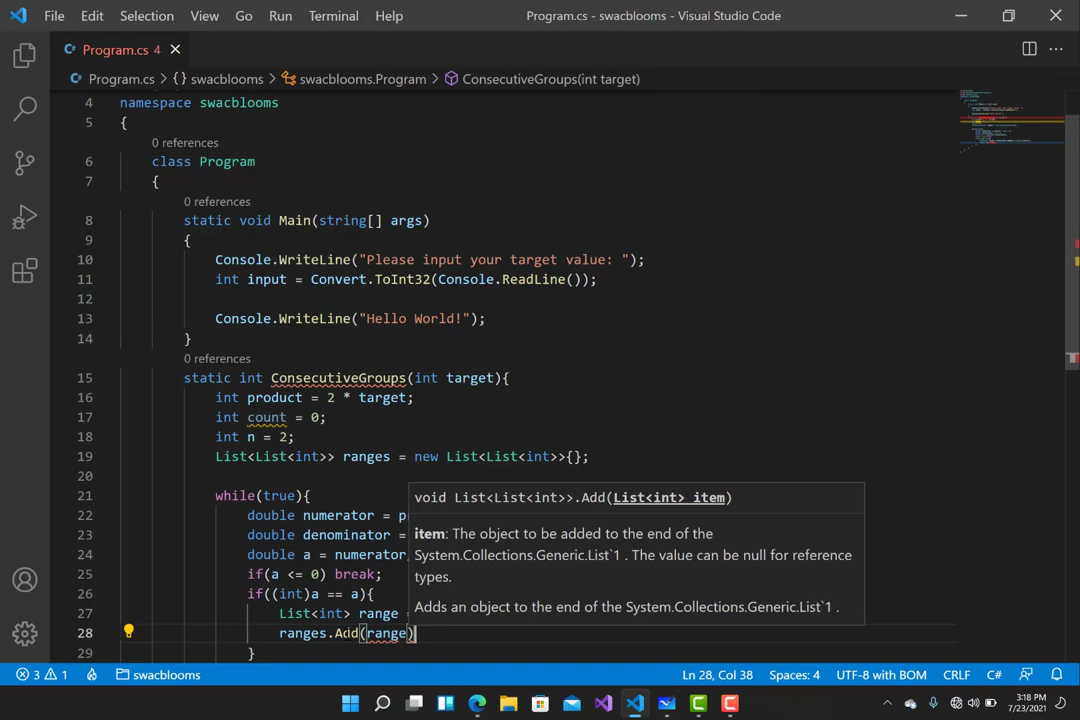 File Edit Selection View Go Run Terminal Help Program.cs - swacblooms - Visual Studio Code
Program.cs 4
Program.cs > {} swacblooms > swacblooms.Program > ConsecutiveGroups(int target)
4 namespace swacblooms
5 {
0 references
6 class Program
7 {
0 references
8 static void Main(string[] args)
9 {
10 Console.WriteLine("Please input your target value: ");
11 int input = Convert.ToInt32(Console.ReadLine());
12
13 Console.WriteLine("Hello World!");
14 }
0 references
15 static int ConsecutiveGroups(int target){
16 int product = 2 * target;
17 int count = 0;
18 int n = 2;
19 List<List<int>> ranges = new List<List<int>>{};
20
21 while(true){
22 double numerator = p
23 double denominator =
24 double a = numerator
25 if(a <= 0) break;
26 if((int)a == a){
27 List<int> range
28 ranges.Add(range)
29 }
void List<List<int>>.Add(List<int> item)
item: The object to be added to the end of the
System.Collections.Generic.List`1 . The value can be null for reference
types.
Adds an object to the end of the System.Collections.Generic.List`1 .
3 1 swacblooms Ln 28, Col 38 Spaces: 4 UTF-8 with BOM CRLF C#
3:18 PM
7/23/2021